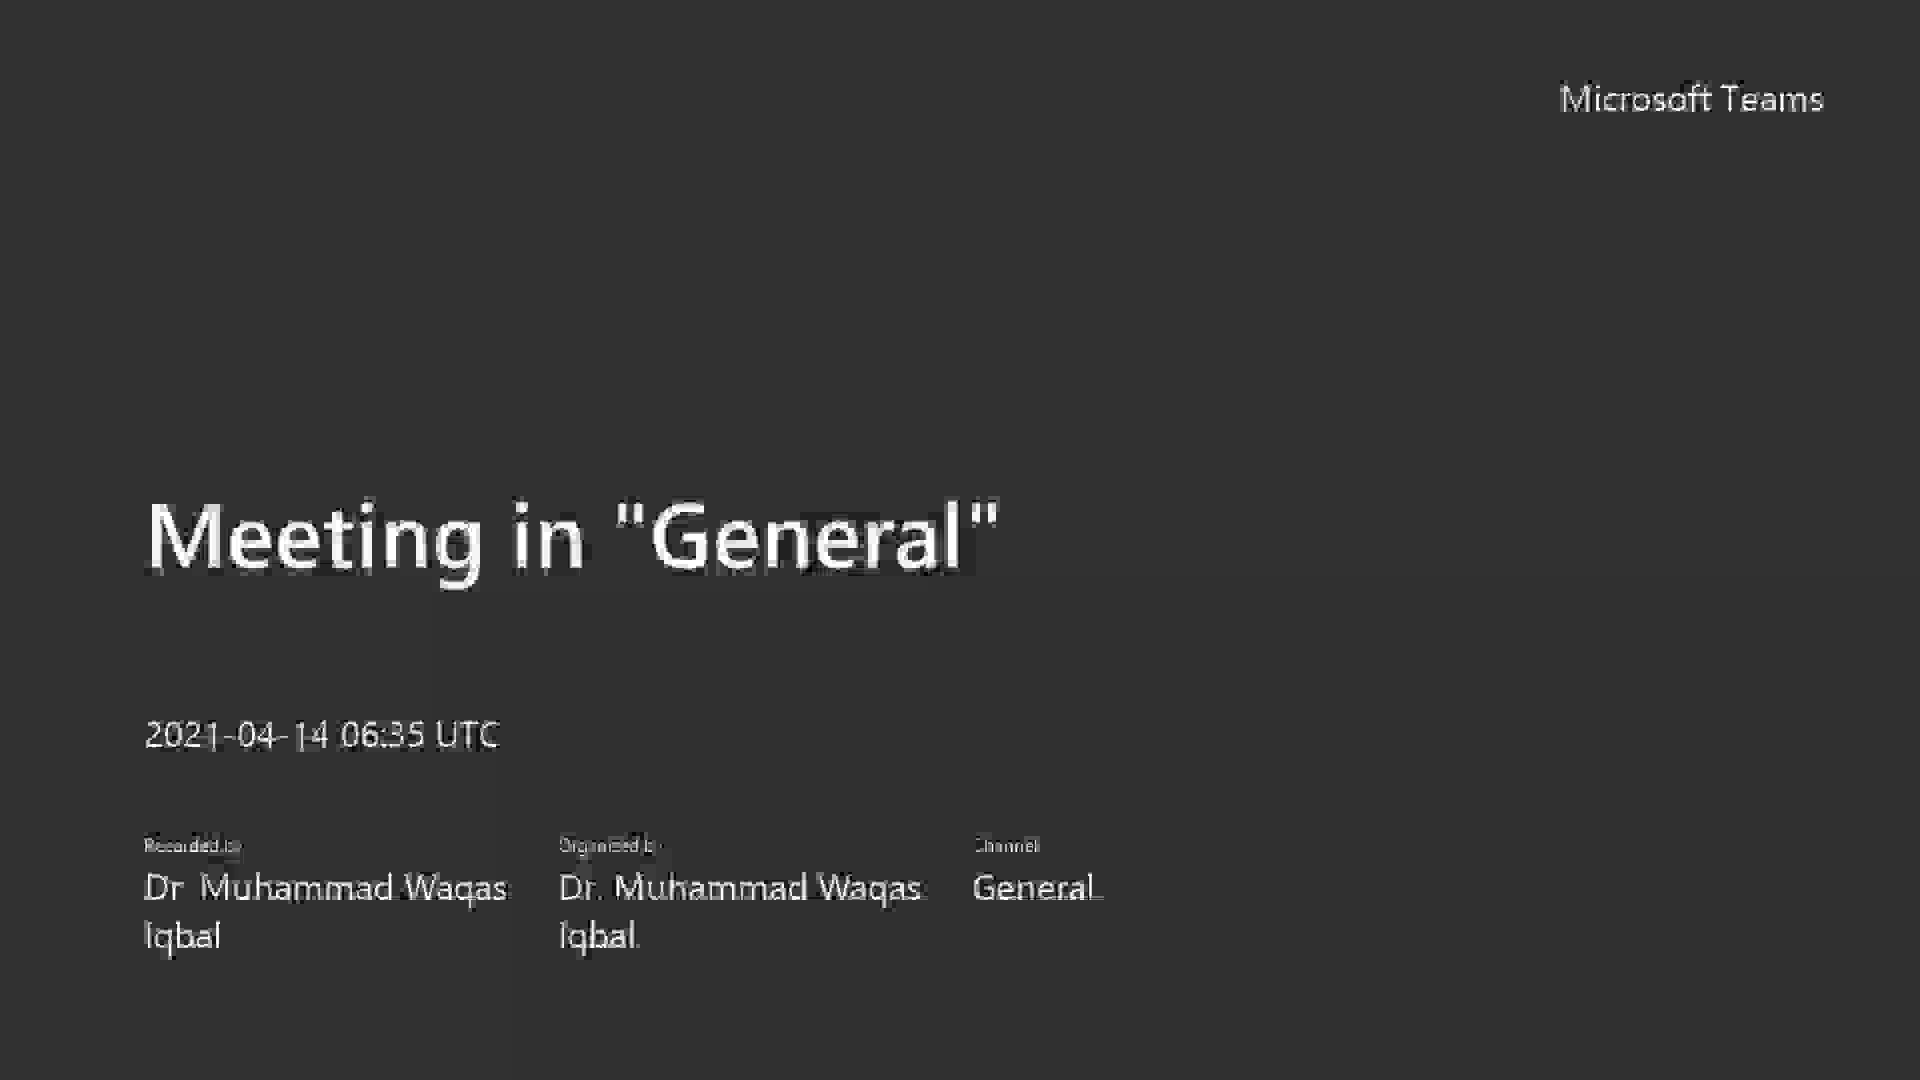 Microsoft Teams
Meeting in "General"
2021-04-14 06:35 UTC
Recorded by
Organized by
Channel
Dr. Muhammad Waqas
Iqbal
Dr. Muhammad Waqas
Iqbal
General